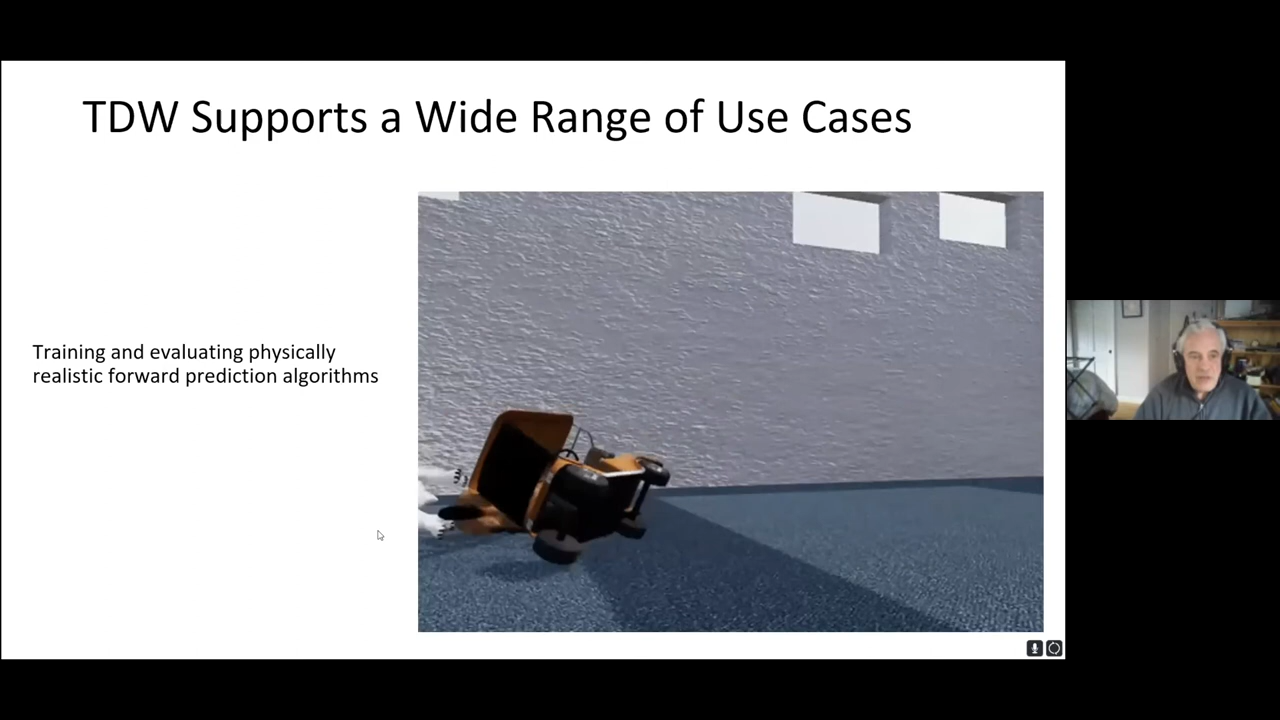 TDW Supports a Wide Range of Use Cases
Training and evaluating physically
realistic forward prediction algorithms